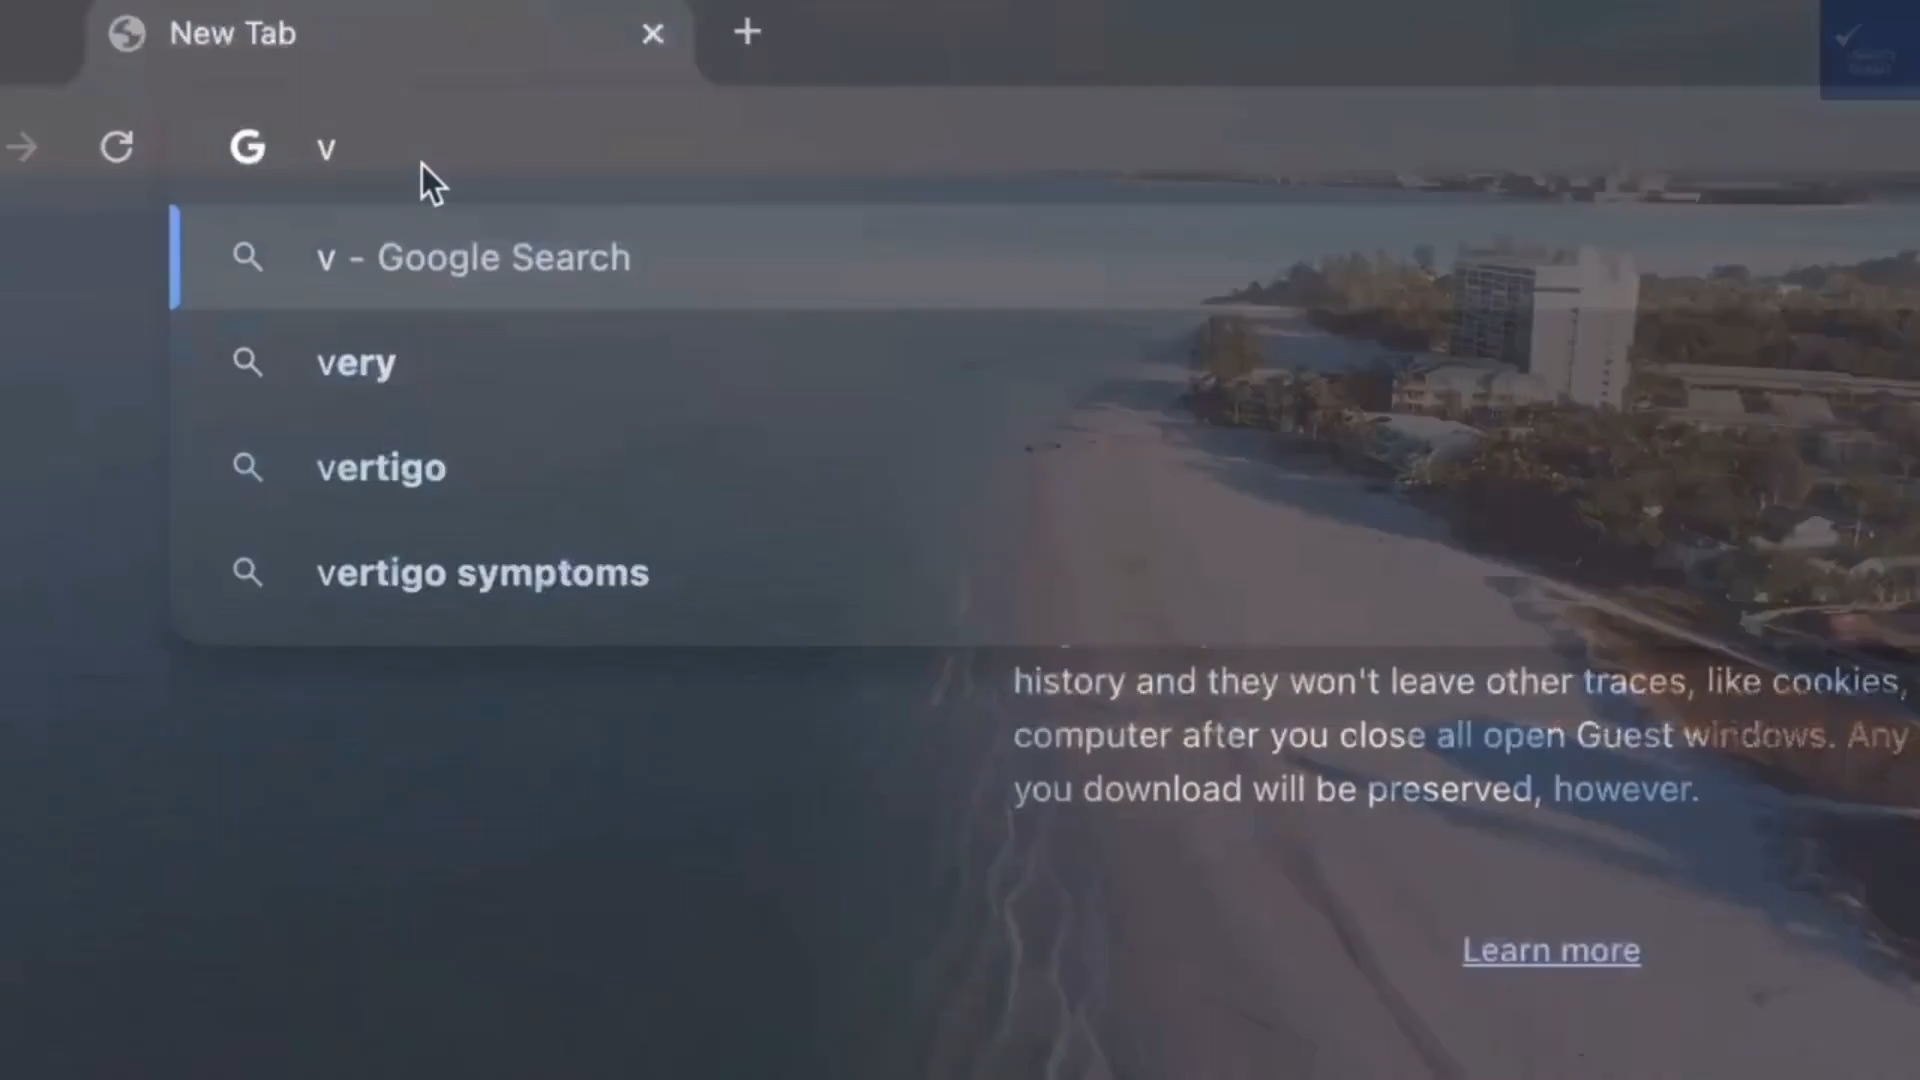 New Tab
v
v - Google Search
very
vertigo
vertigo symptoms
history and they won't leave other traces, like cookies,
computer after you close all open Guest windows. Any
you download will be preserved, however.
Learn more